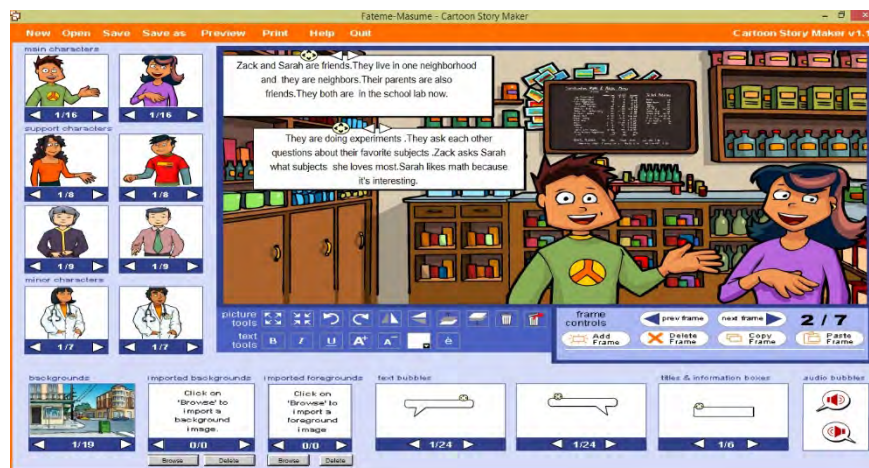 Fateme-Masume - Cartoon Story Maker
New Open Save Save as Preview Print Help Quit
Cartoon Story Maker v1.1
main characters
1/16
1/16
support characters
1/8
1/8
1/9
1/9
minor characters
1/7
1/7
Zack and Sarah are friends.They live in one neighborhood
and they are neighbors.Their parents are also
friends.They both are in the school lab now.
They are doing experiments .They ask each other
questions about their favorite subjects .Zack asks Sarah
what subjects she loves most.Sarah likes math because
it's interesting.
picture
tools
text
tools
B I U A+ A- è
frame
controls
prev frame
next frame
2 / 7
Add
Frame
Delete
Frame
Copy
Frame
Paste
Frame
backgrounds
1/19
imported backgrounds
Click on
'Browse' to
import a
background
image.
0/0
Browse
Delete
imported foregrounds
Click on
'Browse' to
import a
foreground
image
0/0
Browse
Delete
text bubbles
1/24
1/24
titles & information boxes
1/6
audio bubbles